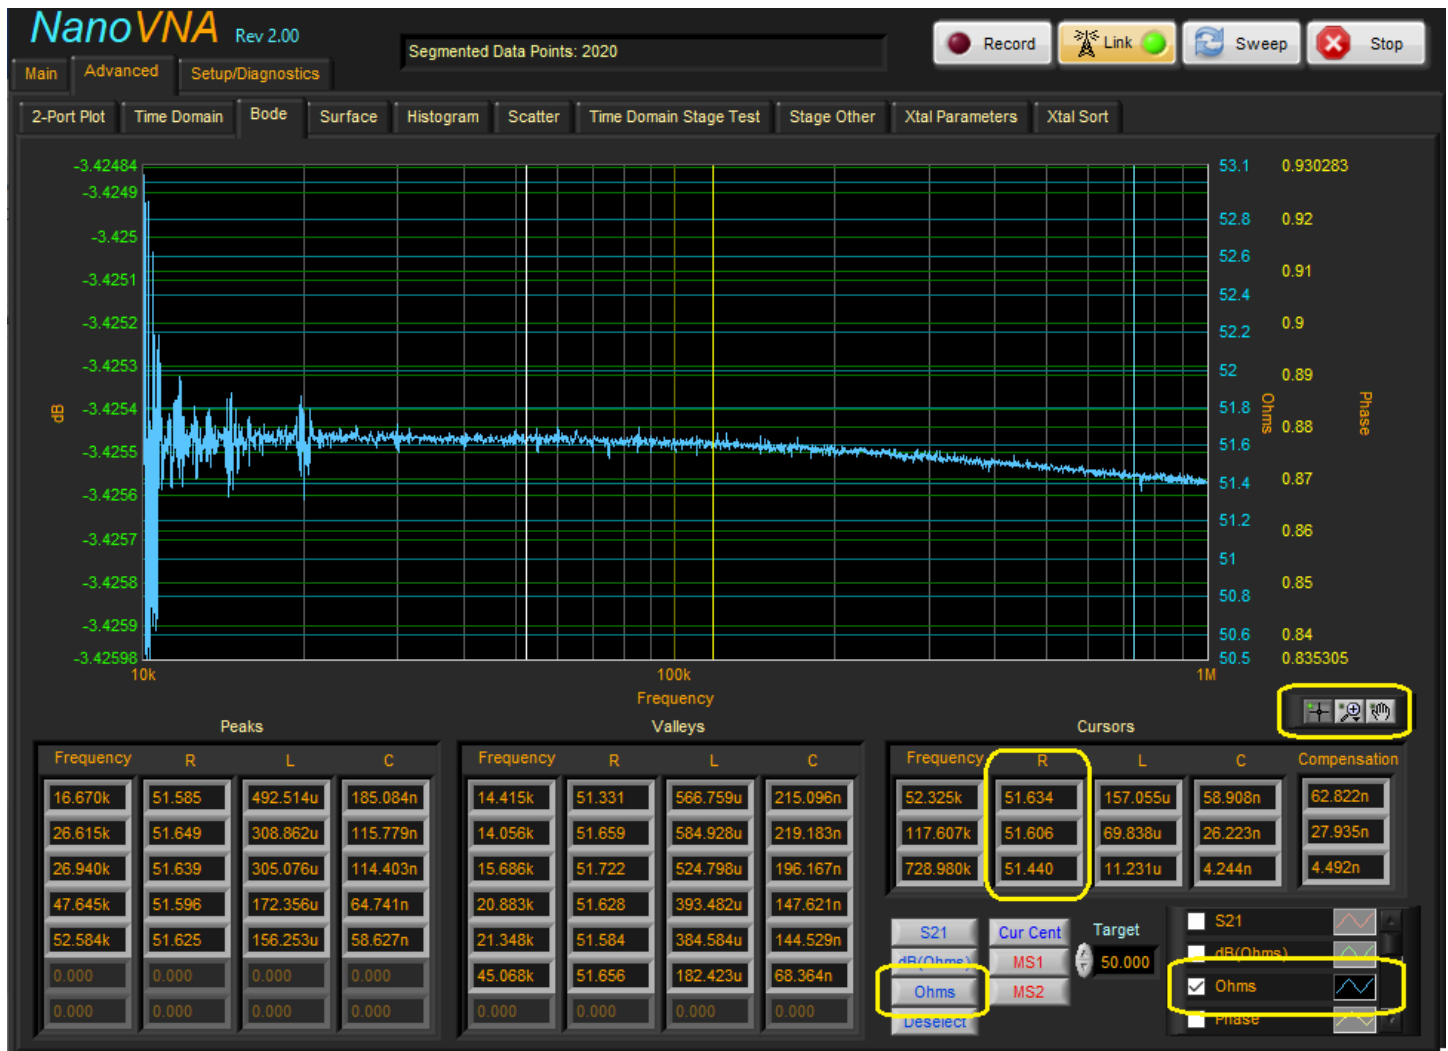 NanoVNA Rev 2.00
Segmented Data Points: 2020
Record Link Sweep Stop
Main Advanced Setup/Diagnostics
2-Port Plot Time Domain Bode Surface Histogram Scatter Time Domain Stage Test Stage Other Xtal Parameters Xtal Sort
-3.42484 53.1 0.930283
-3.4249
52.8 0.92
-3.425
52.6
-3.4251 0.91
52.4
-3.4252 0.9
52.2
-3.4253 52 0.89
-3.4254 51.8
dB Ohms Phase
0.88
-3.4255 51.6
51.4 0.87
-3.4256
51.2
0.86
-3.4257
51
-3.4258 0.85
50.8
-3.4259
50.6 0.84
-3.42598 50.5 0.835305
10k 100k 1M
Frequency
Peaks Valleys Cursors
Frequency R L C Frequency R L C Frequency R L C Compensation
16.670k 51.585 492.514u 185.084n 14.415k 51.331 566.759u 215.096n 52.325k 51.634 157.055u 58.908n 62.822n
26.615k 51.649 308.862u 115.779n 14.056k 51.659 584.928u 219.183n 117.607k 51.606 69.838u 26.223n 27.935n
26.940k 51.639 305.076u 114.403n 15.686k 51.722 524.798u 196.167n 728.980k 51.440 11.231u 4.244n 4.492n
47.645k 51.596 172.356u 64.741n 20.883k 51.628 393.482u 147.621n
52.584k 51.625 156.253u 58.627n 21.348k 51.584 384.584u 144.529n
0.000 0.000 0.000 0.000 45.068k 51.656 182.423u 68.364n
0.000 0.000 0.000 0.000 0.000 0.000 0.000 0.000
S21 Cur Cent Target S21
dB(Ohms) MS1 50.000 dB(Ohms)
Ohms MS2 Ohms
Deselect Phase